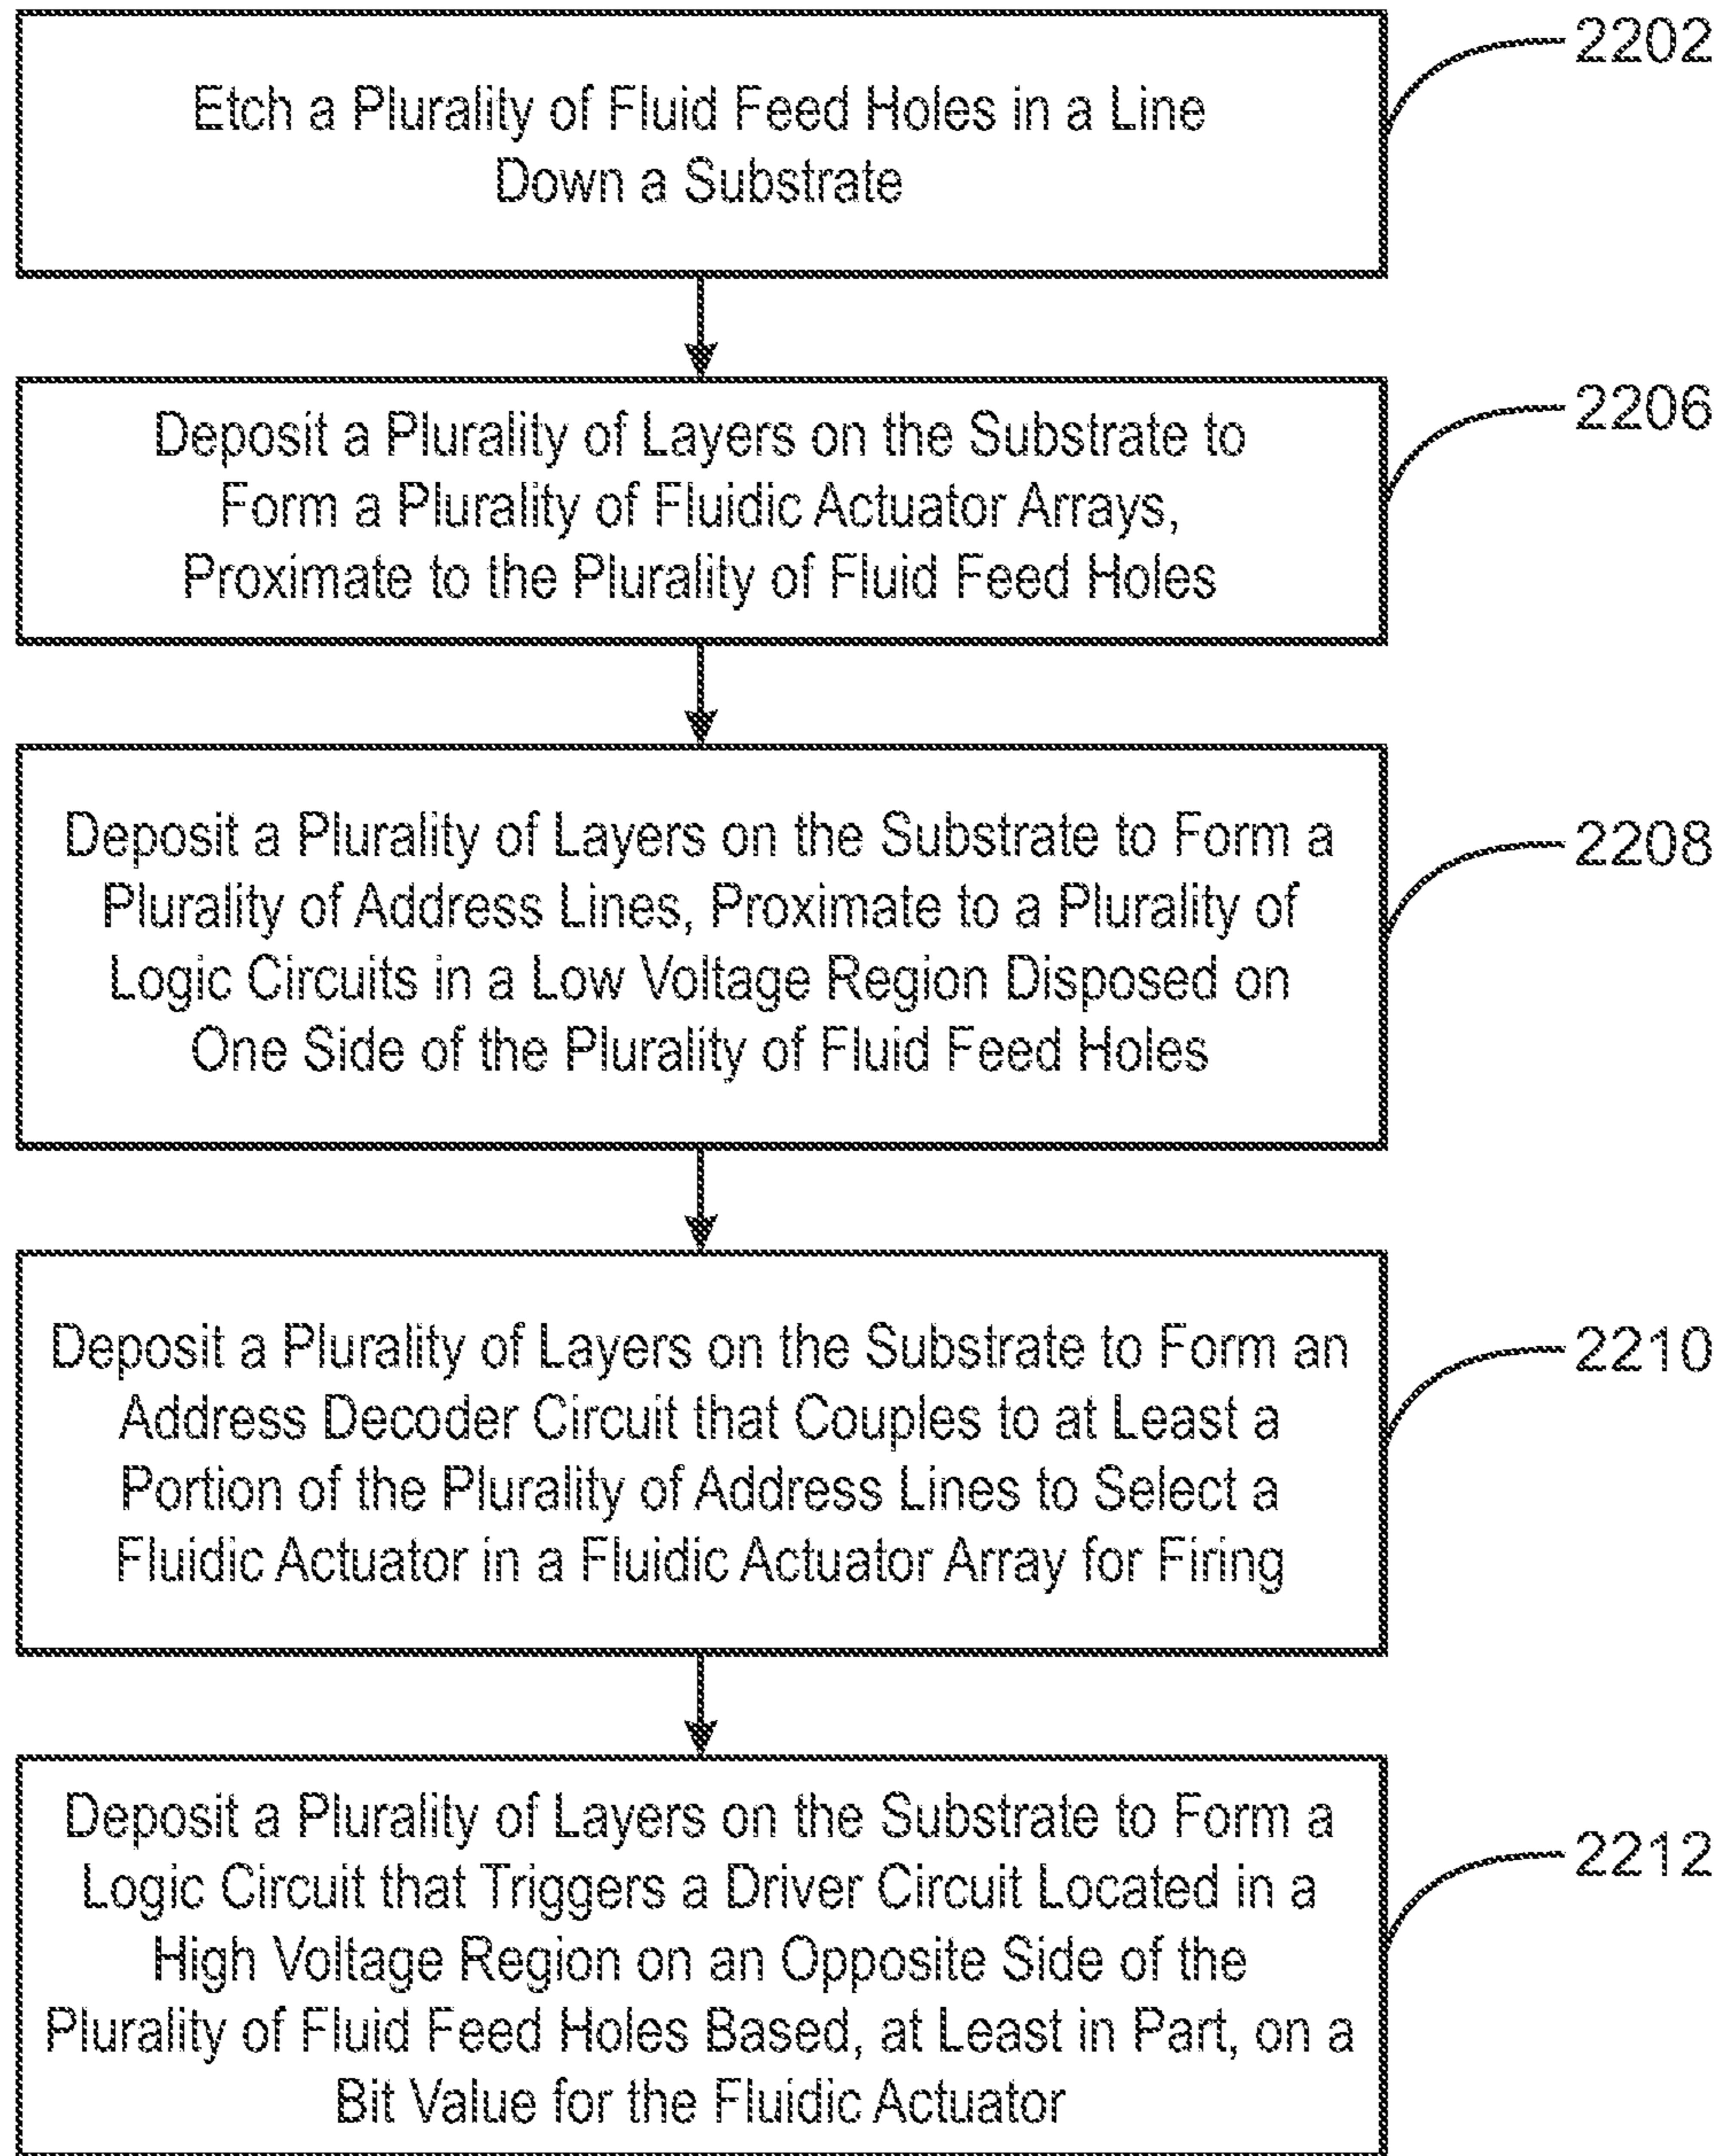 Etch a Plurality of Fluid Feed Holes in a Line
Down a Substrate
2202
Deposit a Plurality of Layers on the Substrate to
Form a Plurality of Fluidic Actuator Arrays,
Proximate to the Plurality of Fluid Feed Holes
2206
Deposit a Plurality of Layers on the Substrate to Form a
Plurality of Address Lines, Proximate to a Plurality of
Logic Circuits in a Low Voltage Region Disposed on
One Side of the Plurality of Fluid Feed Holes
2208
Deposit a Plurality of Layers on the Substrate to Form an
Address Decoder Circuit that Couples to at Least a
Portion of the Plurality of Address Lines to Select a
Fluidic Actuator in a Fluidic Actuator Array for Firing
2210
Deposit a Plurality of Layers on the Substrate to Form a
Logic Circuit that Triggers a Driver Circuit Located in a
High Voltage Region on an Opposite Side of the
Plurality of Fluid Feed Holes Based, at Least in Part, on a
Bit Value for the Fluidic Actuator
2212